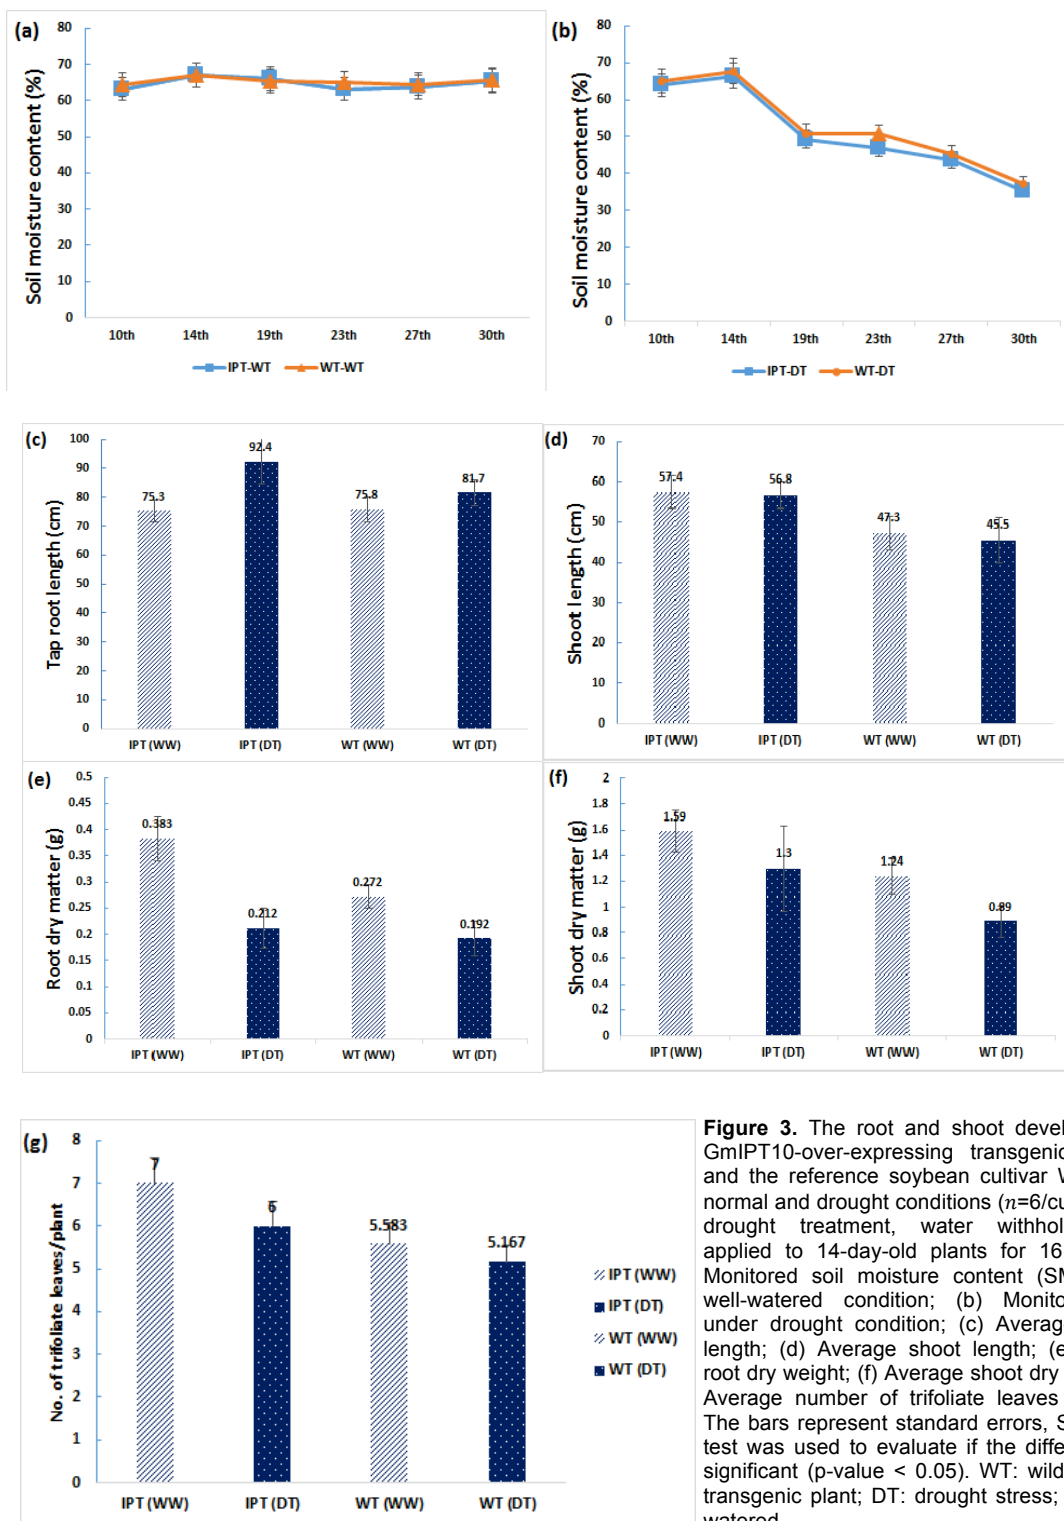 (a)
Soil moisture content (%)
80
70
60
50
40
30
20
10
0
10th 14th 19th 23th 27th 30th
IPT-WT WT-WT
(b)
Soil moisture content (%)
80
70
60
50
40
30
20
10
0
10th 14th 19th 23th 27th 30th
IPT-DT WT-DT
(c)
Tap root length (cm)
100
90
80
70
60
50
40
30
20
10
0
75.3 92.4 75.8 81.7
IPT (WW) IPT (DT) WT (WW) WT (DT)
(d)
Shoot length (cm)
70
60
50
40
30
20
10
0
57.4 56.8 47.3 45.5
IPT (WW) IPT (DT) WT (WW) WT (DT)
(e)
Root dry matter (g)
0.5
0.45
0.4
0.35
0.3
0.25
0.2
0.15
0.1
0.05
0
0.383 0.212 0.272 0.192
IPT (WW) IPT (DT) WT (WW) WT (DT)
(f)
Shoot dry matter (g)
2
1.8
1.6
1.4
1.2
1
0.8
0.6
0.4
0.2
0
1.59 1.3 1.24 0.89
IPT (WW) IPT (DT) WT (WW) WT (DT)
(g)
No. of trifoliate leaves/plant
8
7
6
5
4
3
2
1
0
7 6 5.583 5.167
IPT (WW) IPT (DT) WT (WW) WT (DT)
IPT (WW)
IPT (DT)
WT (WW)
WT (DT)
Figure 3. The root and shoot devel
GmIPT10-over-expressing transgenic
and the reference soybean cultivar W
normal and drought conditions (n=6/cu
drought treatment, water withhol
applied to 14-day-old plants for 16
Monitored soil moisture content (SM
well-watered condition; (b) Monito
under drought condition; (c) Average
length; (d) Average shoot length; (e
root dry weight; (f) Average shoot dry
Average number of trifoliate leaves
The bars represent standard errors, S
test was used to evaluate if the differ
significant (p-value < 0.05). WT: wild
transgenic plant; DT: drought stress;
watered